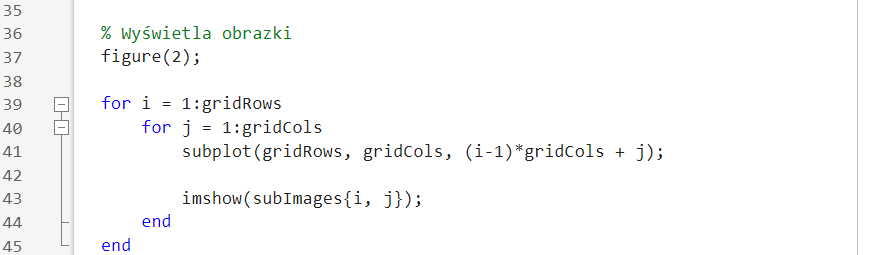 35
36 % Wyświetla obrazki
37 figure(2);
38
39 for i = 1:gridRows
40 for j = 1:gridCols
41 subplot(gridRows, gridCols, (i-1)*gridCols + j);
42
43 imshow(subImages{i, j});
44 end
45 end